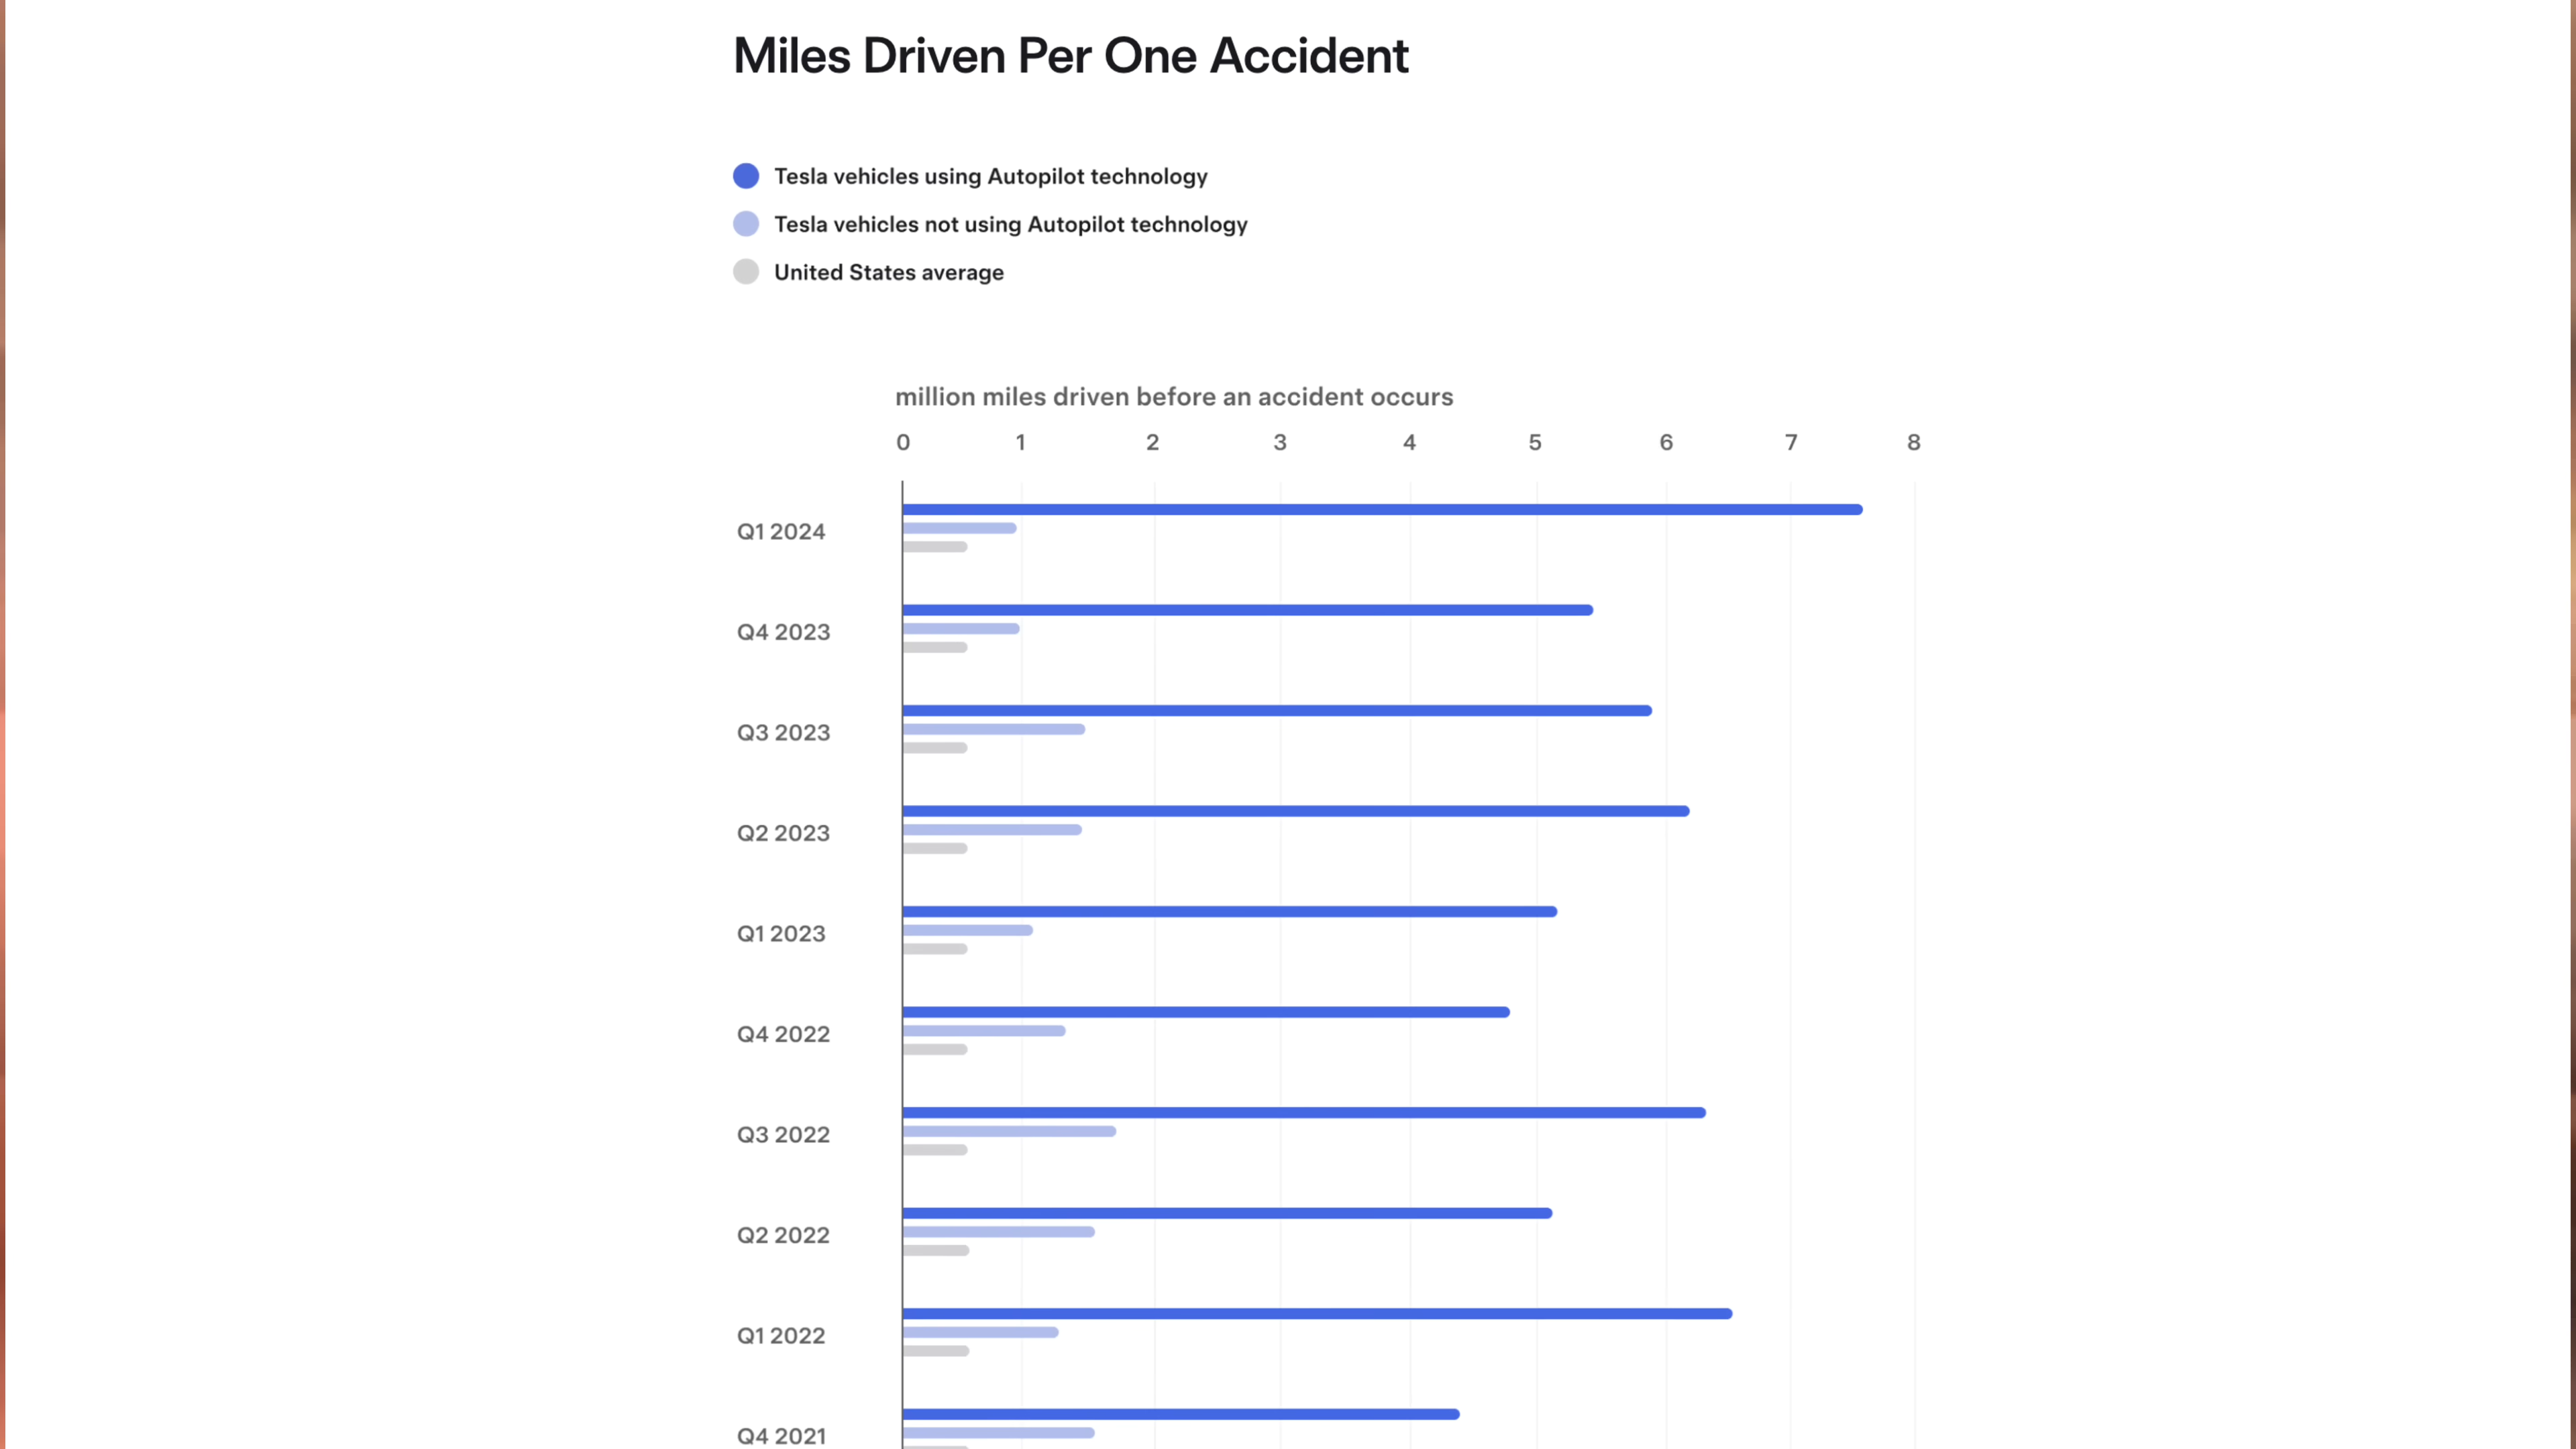 Miles Driven Per One Accident
Tesla vehicles using Autopilot technology
Tesla vehicles not using Autopilot technology
United States average
million miles driven before an accident occurs
0 1 2 3 4 5 6 7 8
Q1 2024
Q4 2023
Q3 2023
Q2 2023
Q1 2023
Q4 2022
Q3 2022
Q2 2022
Q1 2022
Q4 2021